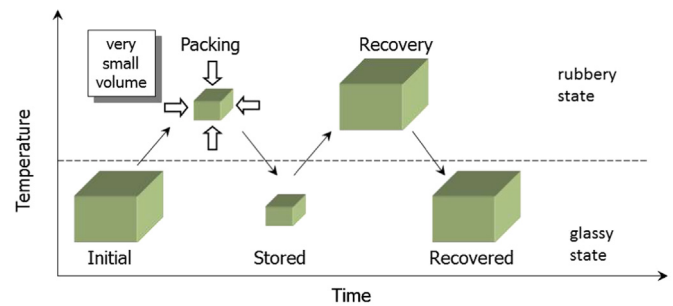 very
small
volume
Packing
Recovery
rubbery
state
Temperature
Initial
Stored
Recovered
glassy
state
Time